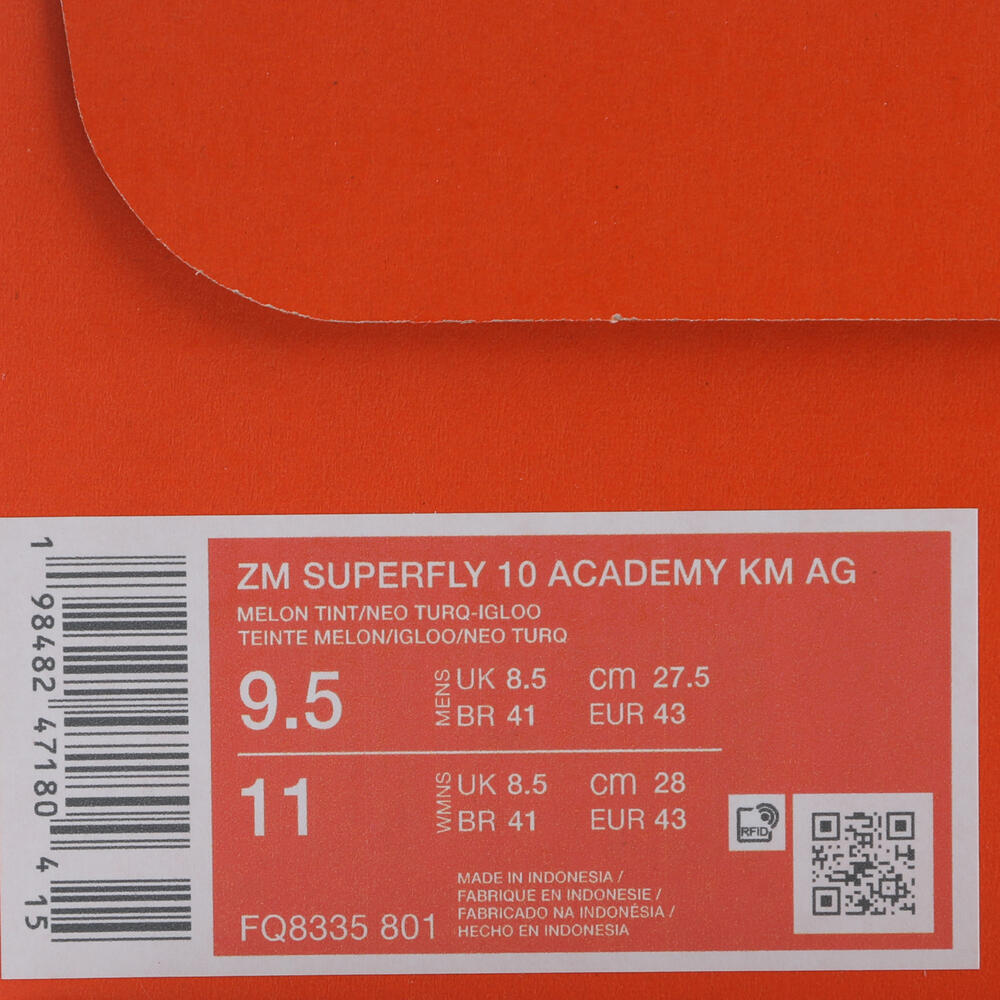 ZM SUPERFLY 10 ACADEMY KM AG
MELON TINT/NEO TURQ-IGLOO
TEINTE MELON/IGLOO/NEO TURQ
9.5 MENS UK 8.5 cm 27.5
BR 41 EUR 43
11 WMNS UK 8.5 cm 28
BR 41 EUR 43
RFID
MADE IN INDONESIA /
FABRIQUE EN INDONESIE /
FABRICADO NA INDONÉSIA /
HECHO EN INDONESIA
FQ8335 801
1 98482 47180 4 15